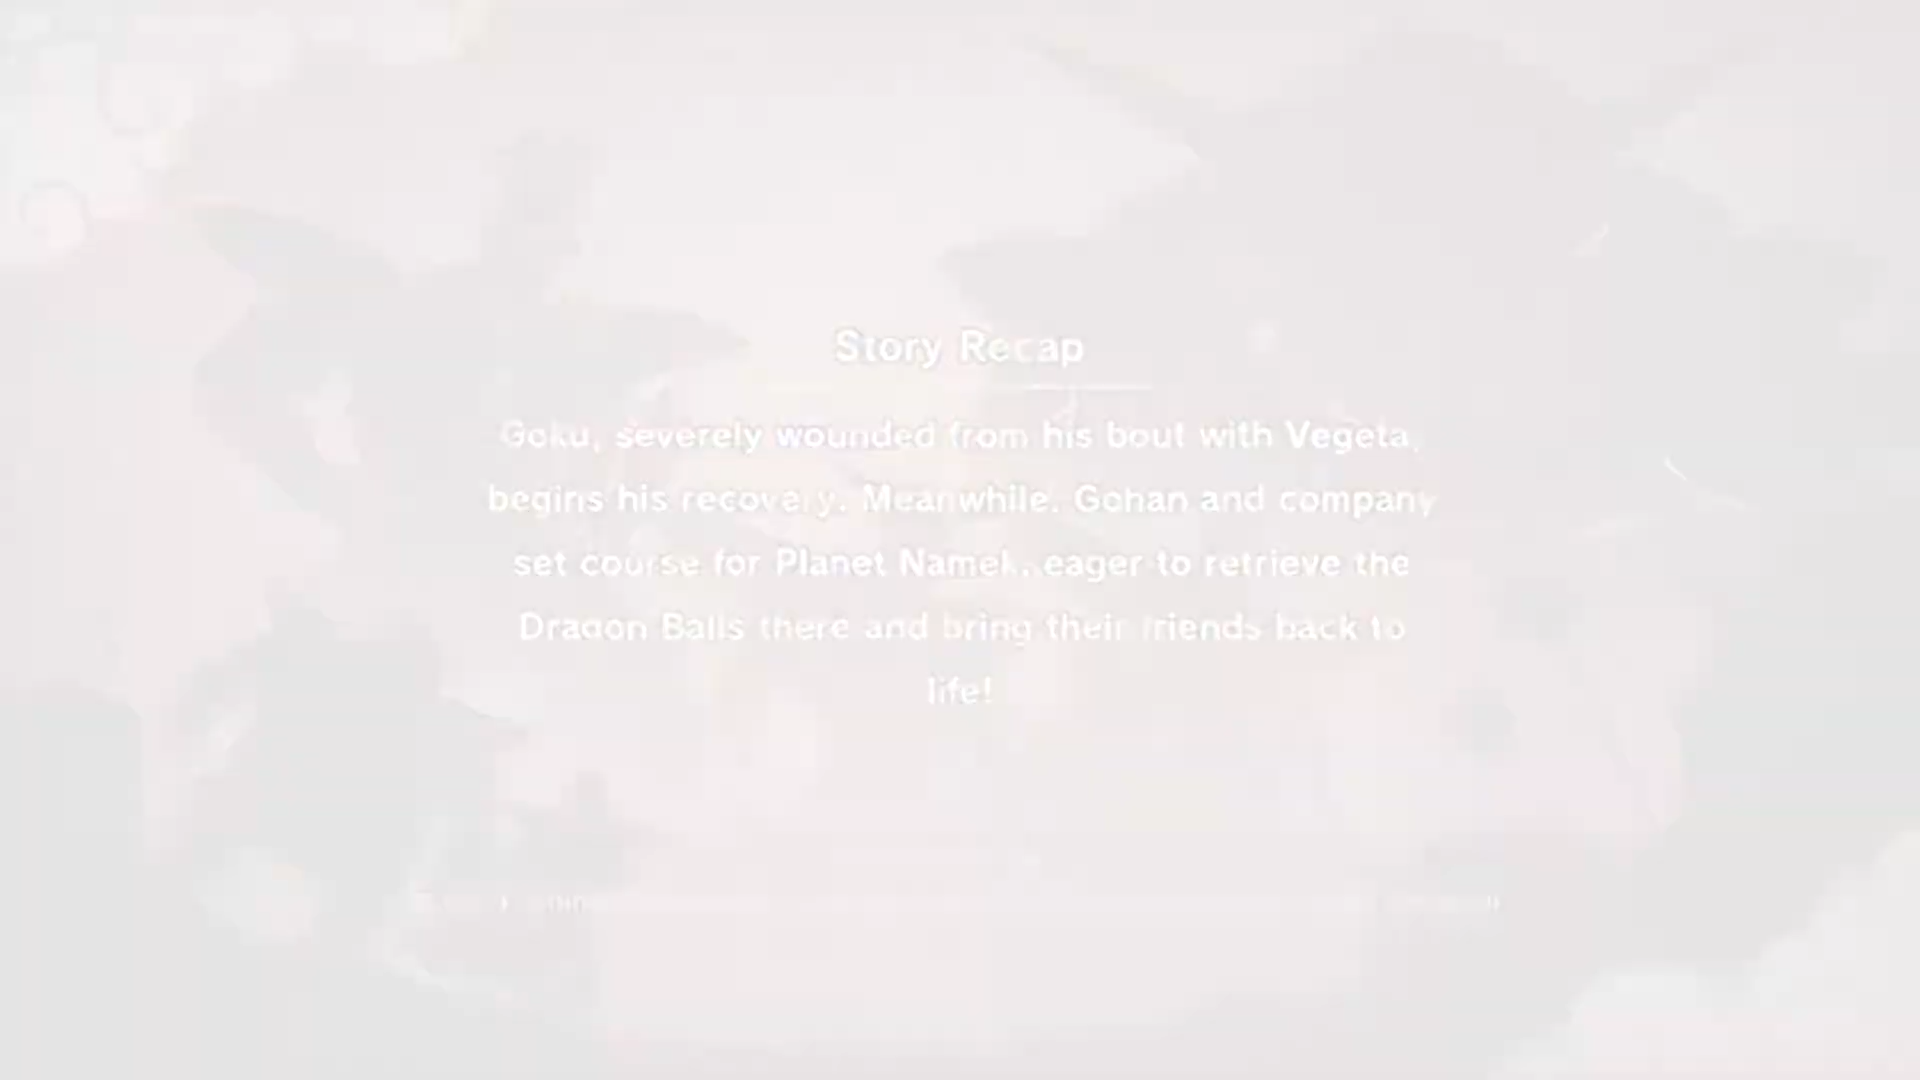 Story Recap
Goku, severely wounded from his bout with Vegeta,
begins his recovery. Meanwhile, Gohan and company
set course for Planet Namek, eager to retrieve the
Dragon Balls there and bring their friends back to
life!